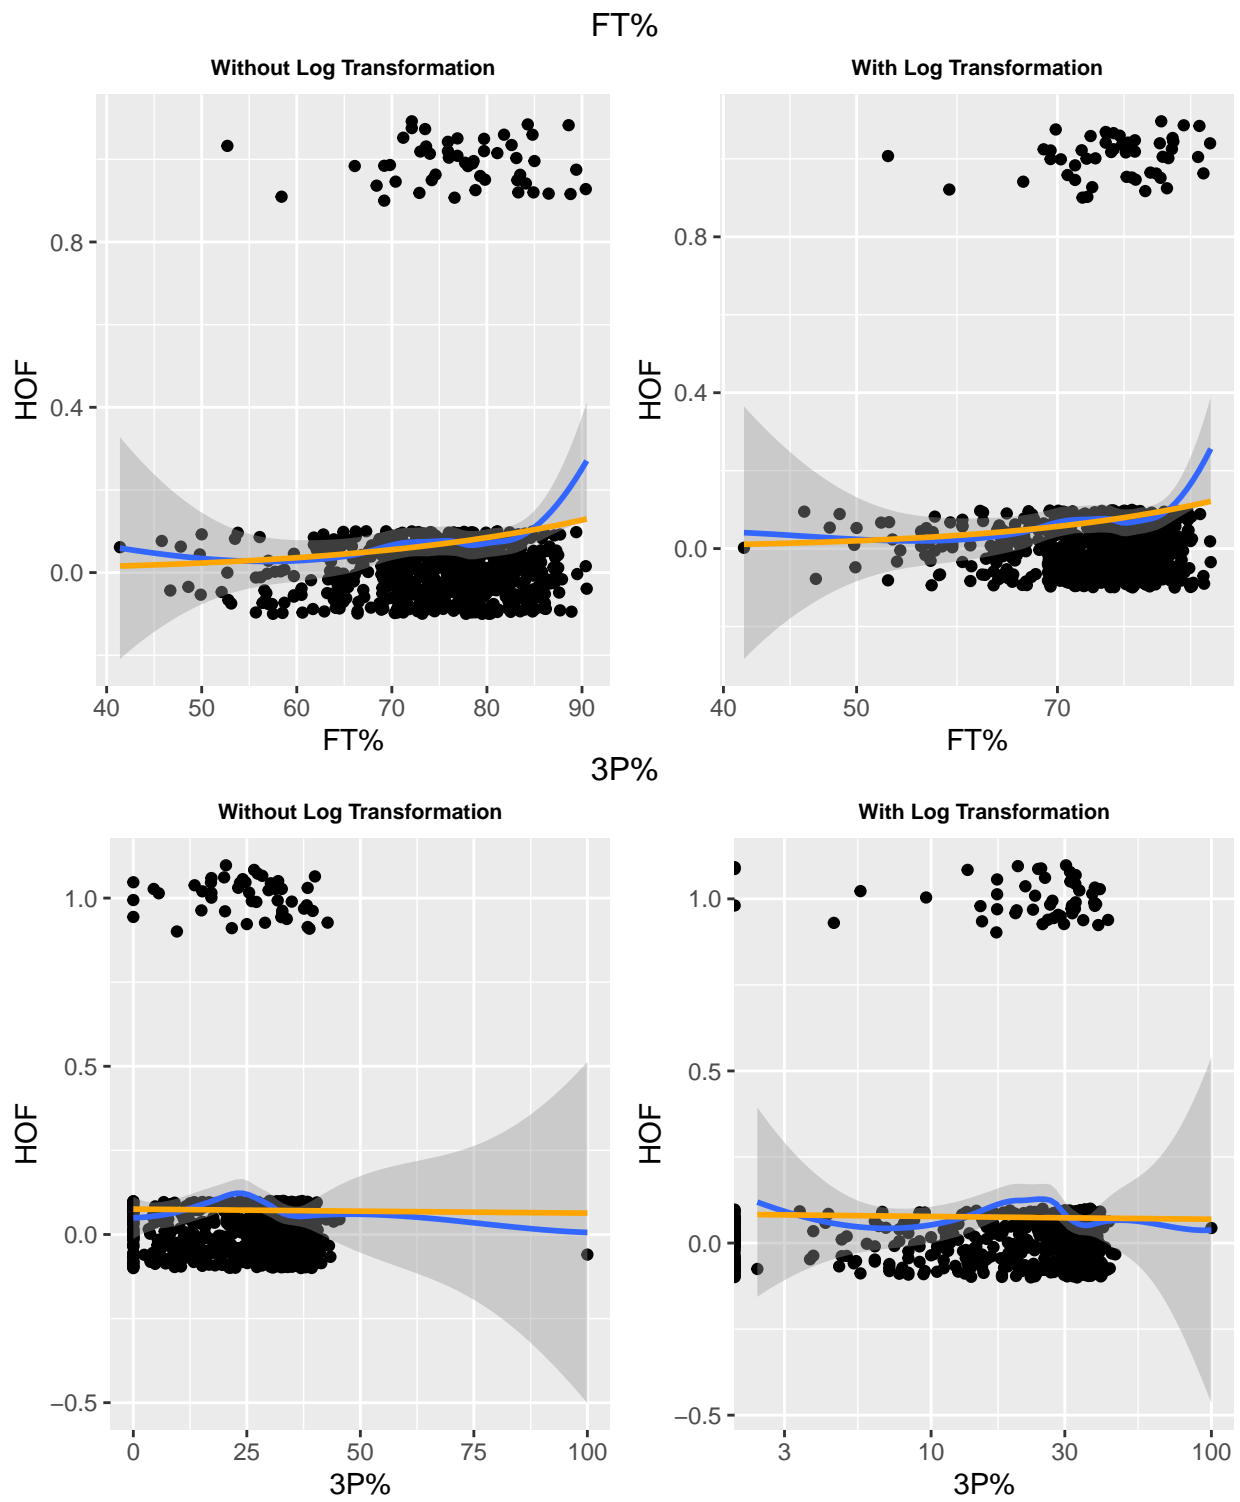 FT%
Without Log Transformation
With Log Transformation
HOF
0.8
0.4
0.0
40 50 60 70 80 90
FT%
HOF
0.8
0.4
0.0
40 50 70
FT%
3P%
Without Log Transformation
With Log Transformation
HOF
1.0
0.5
0.0
−0.5
0 25 50 75 100
3P%
HOF
1.0
0.5
0.0
−0.5
3 10 30 100
3P%